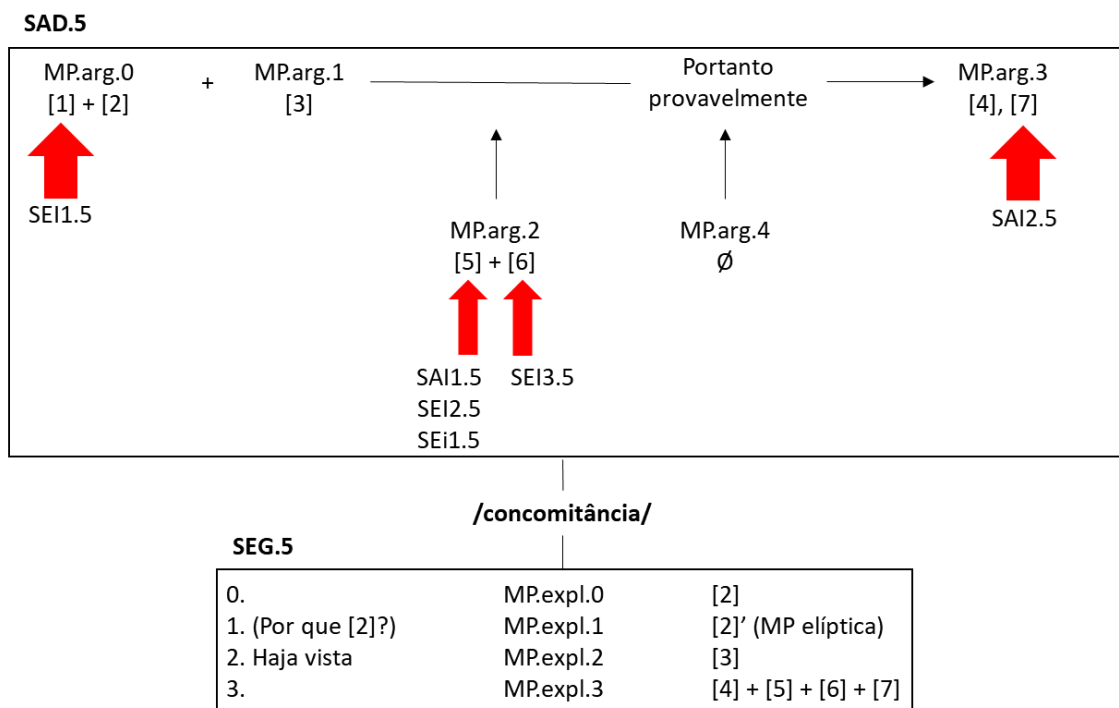 SAD.5
MP.arg.0 + MP.arg.1 Portanto MP.arg.3
[1] + [2] [3] provavelmente [4], [7]
SEI1.5 SAI2.5
MP.arg.2 MP.arg.4
[5] + [6] Ø
SAI1.5 SEI3.5
SEI2.5
SEi1.5
/concomitância/
SEG.5
0. MP.expl.0 [2]
1. (Por que [2]?) MP.expl.1 [2]’ (MP elíptica)
2. Haja vista MP.expl.2 [3]
3. MP.expl.3 [4] + [5] + [6] + [7]